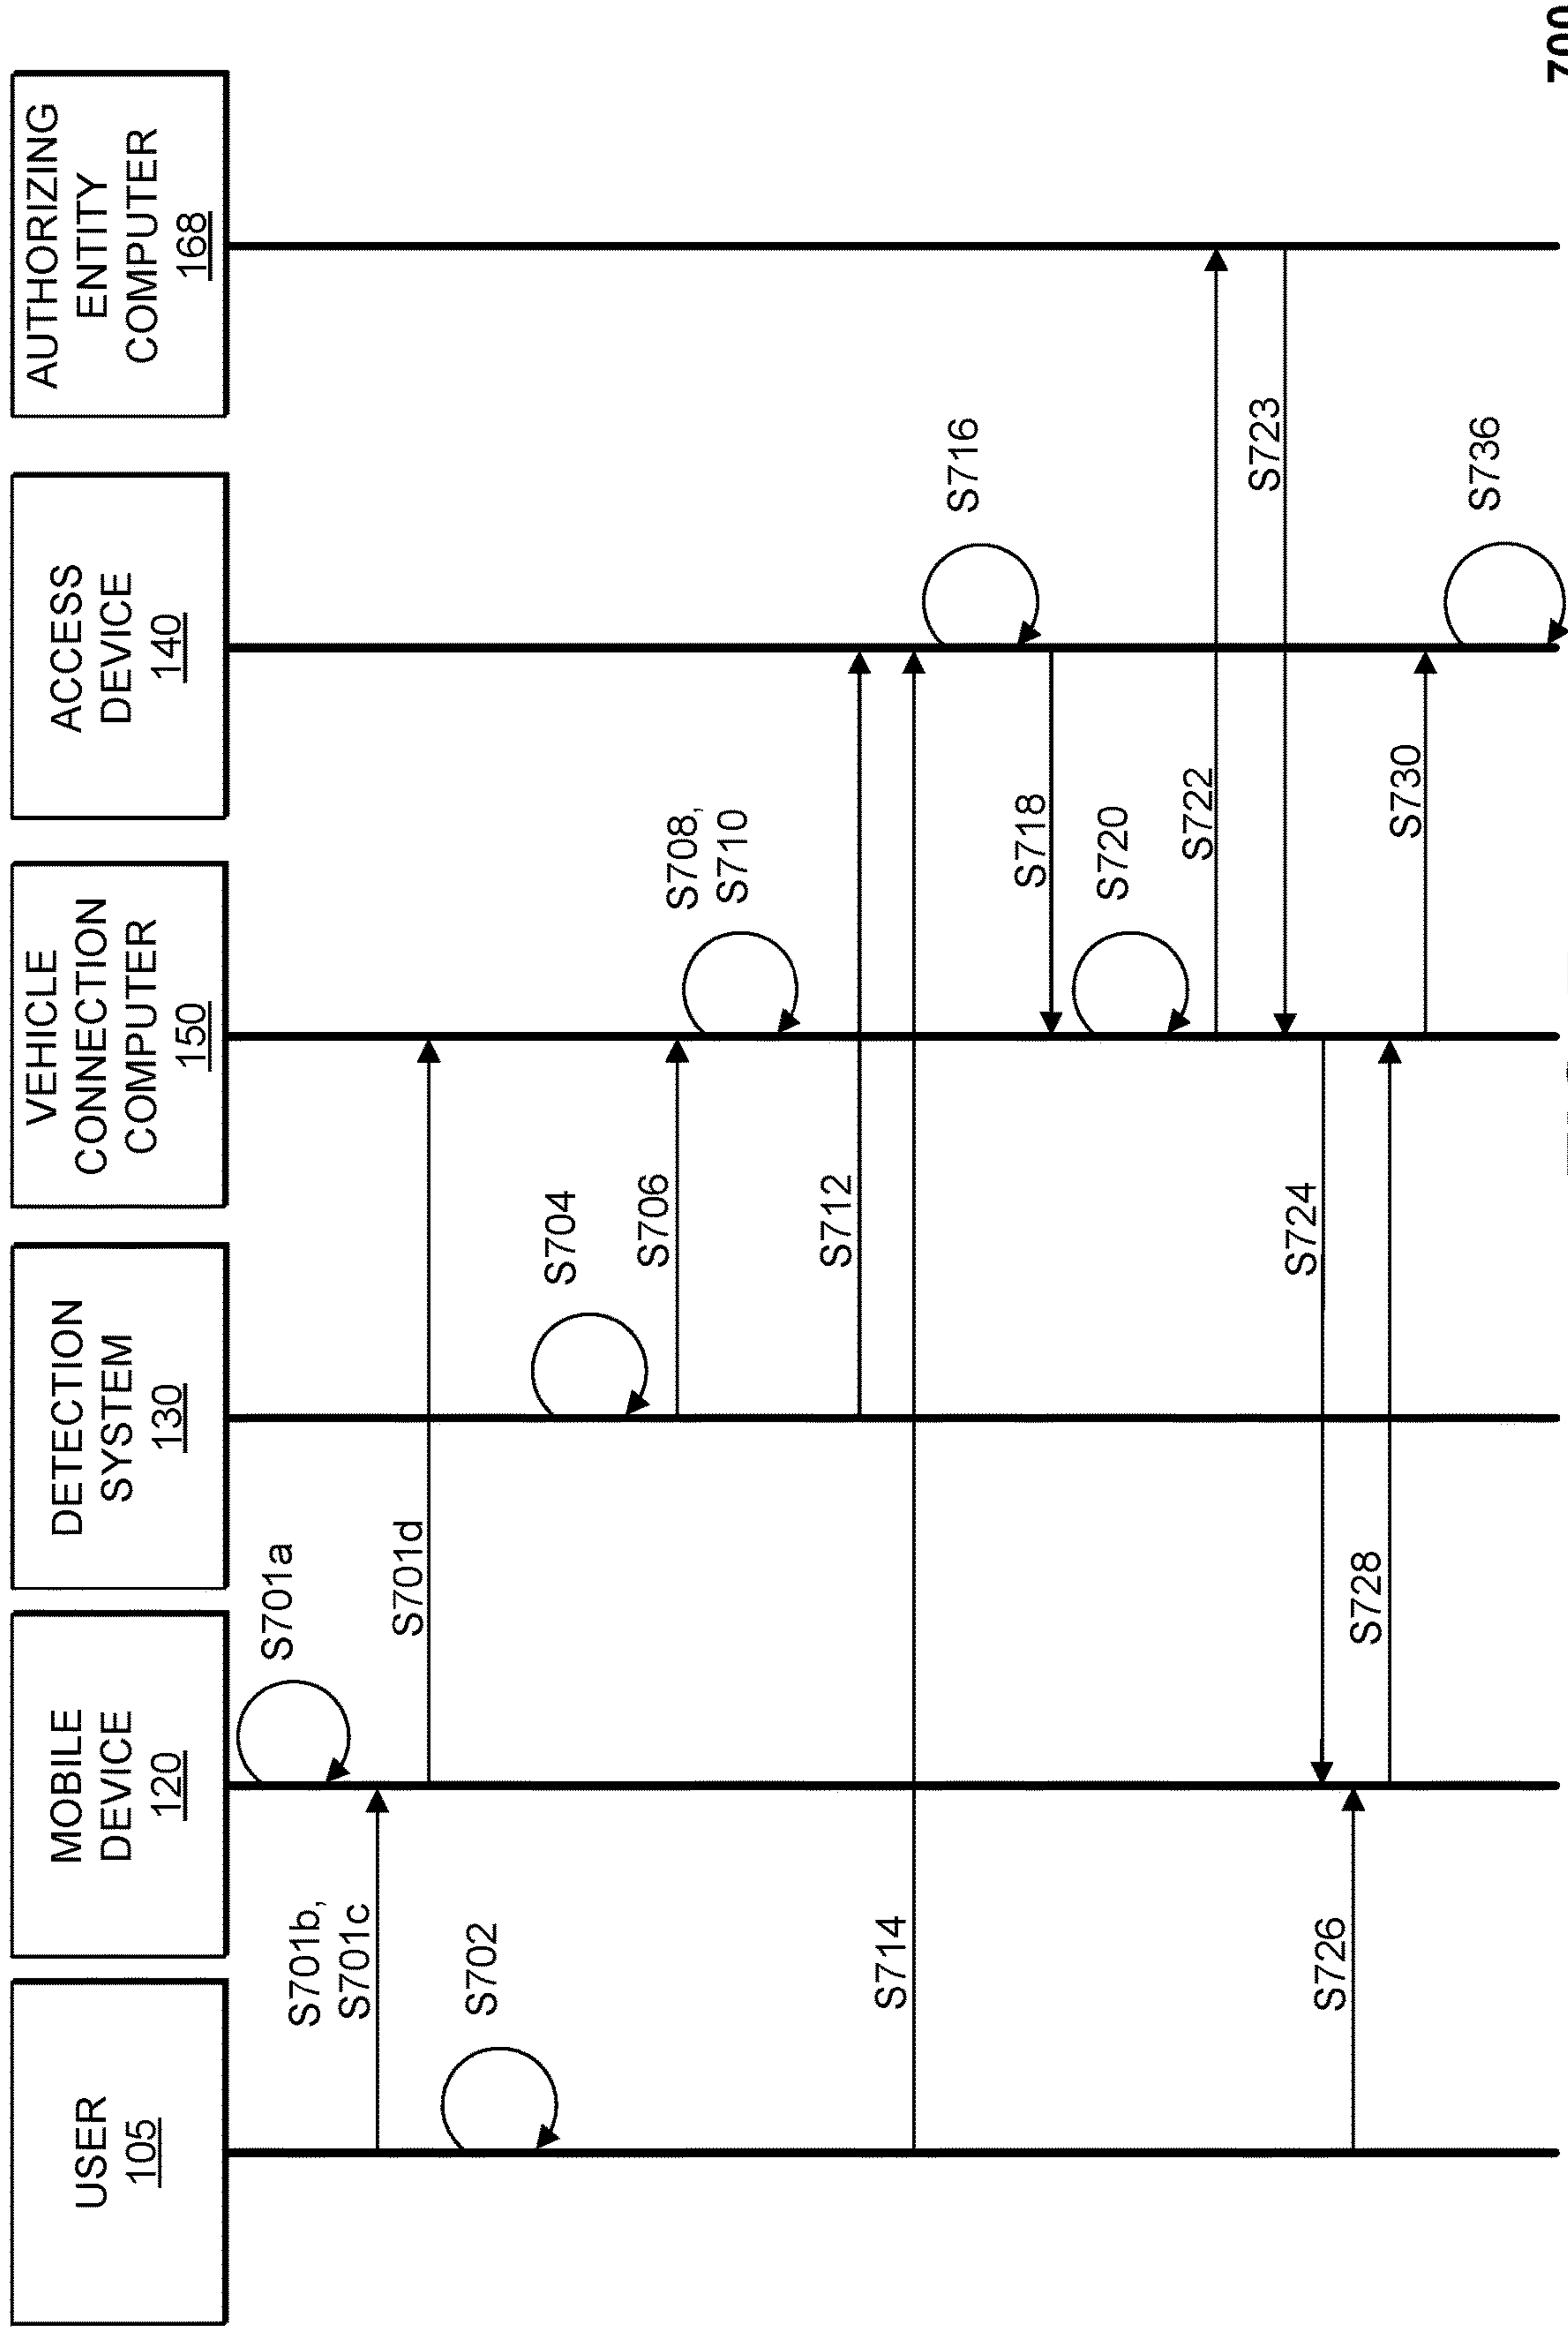 USER
105
MOBILE
DEVICE
120
DETECTION
SYSTEM
130
VEHICLE
CONNECTION
COMPUTER
150
ACCESS
DEVICE
140
AUTHORIZING
ENTITY
COMPUTER
168
S701a
S701b,
S701c
S701d
S702
S704
S706
S708,
S710
S712
S714
S716
S718
S720
S722
S723
S724
S726
S728
S730
S736
700